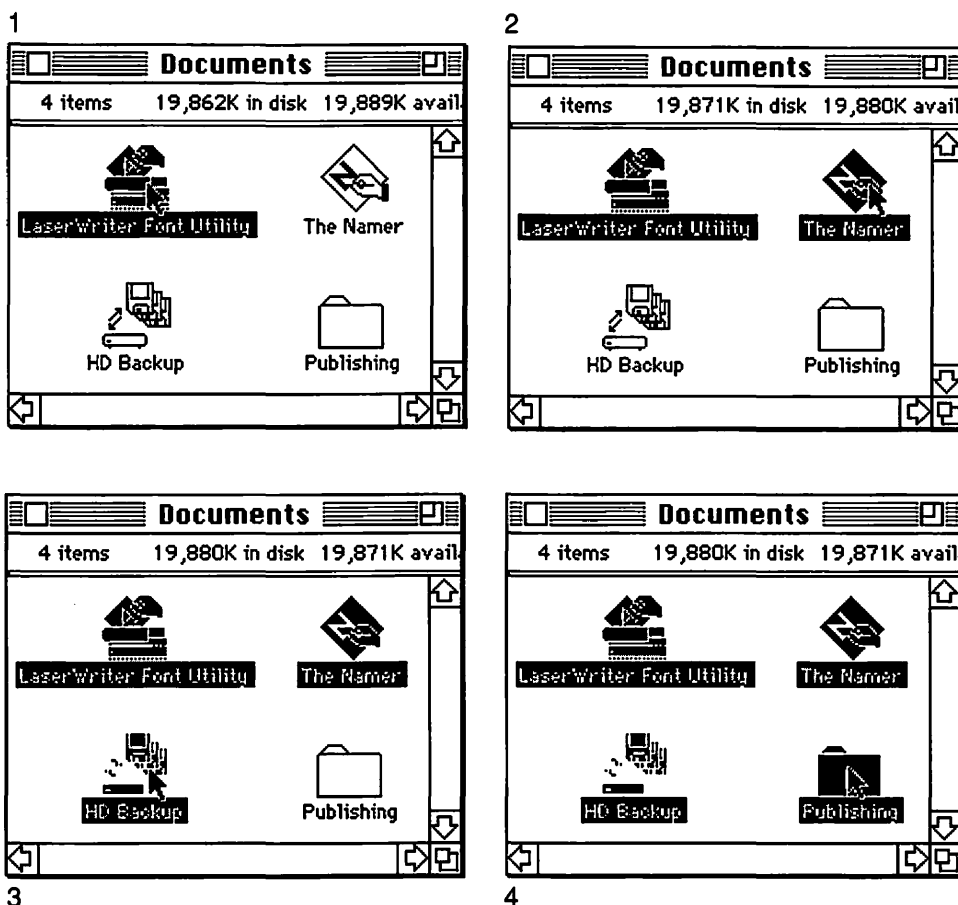 1
Documents
4 items 19,862K in disk 19,889K avail
LaserWriter Font Utility The Namer
HD Backup Publishing
2
Documents
4 items 19,871K in disk 19,880K avail
LaserWriter Font Utility The Namer
HD Backup Publishing
Documents
4 items 19,880K in disk 19,871K avail
LaserWriter Font Utility The Namer
HD Backup Publishing
3
Documents
4 items 19,880K in disk 19,871K avail
LaserWriter Font Utility The Namer
HD Backup Publishing
4